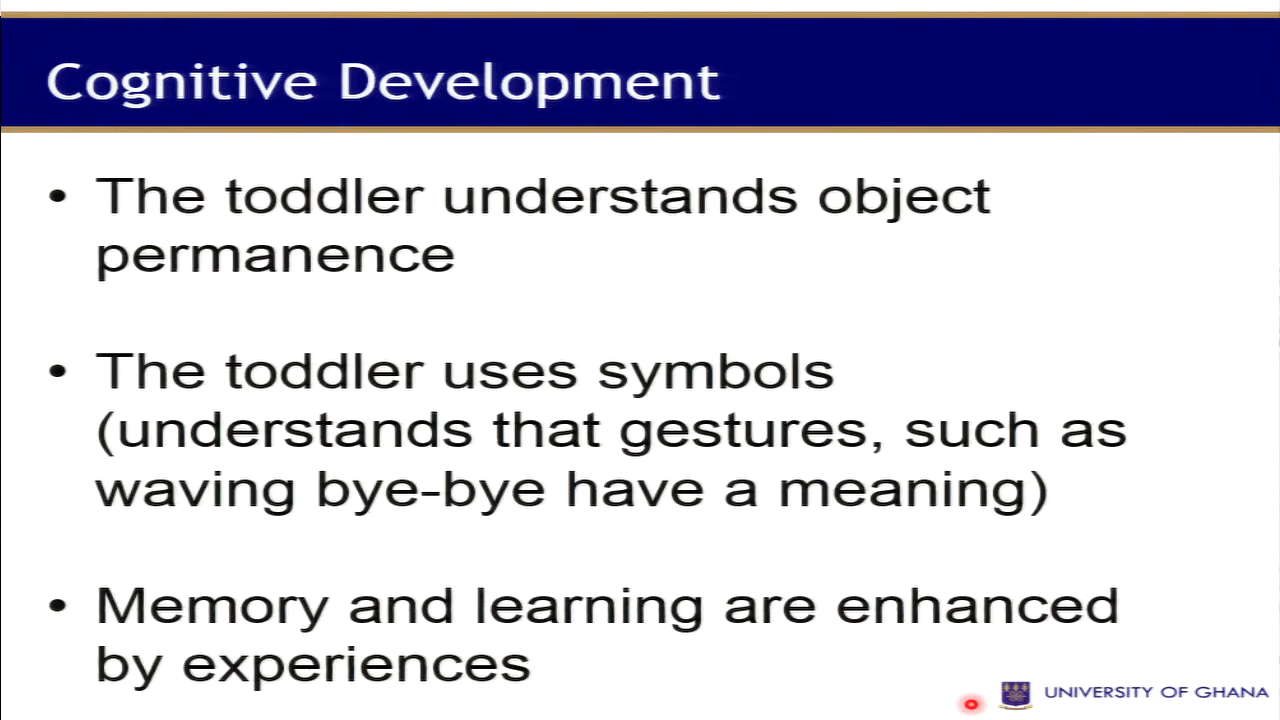 Cognitive Development
• The toddler understands object
permanence
• The toddler uses symbols
(understands that gestures, such as
waving bye-bye have a meaning)
• Memory and learning are enhanced
by experiences
UNIVERSITY OF GHANA